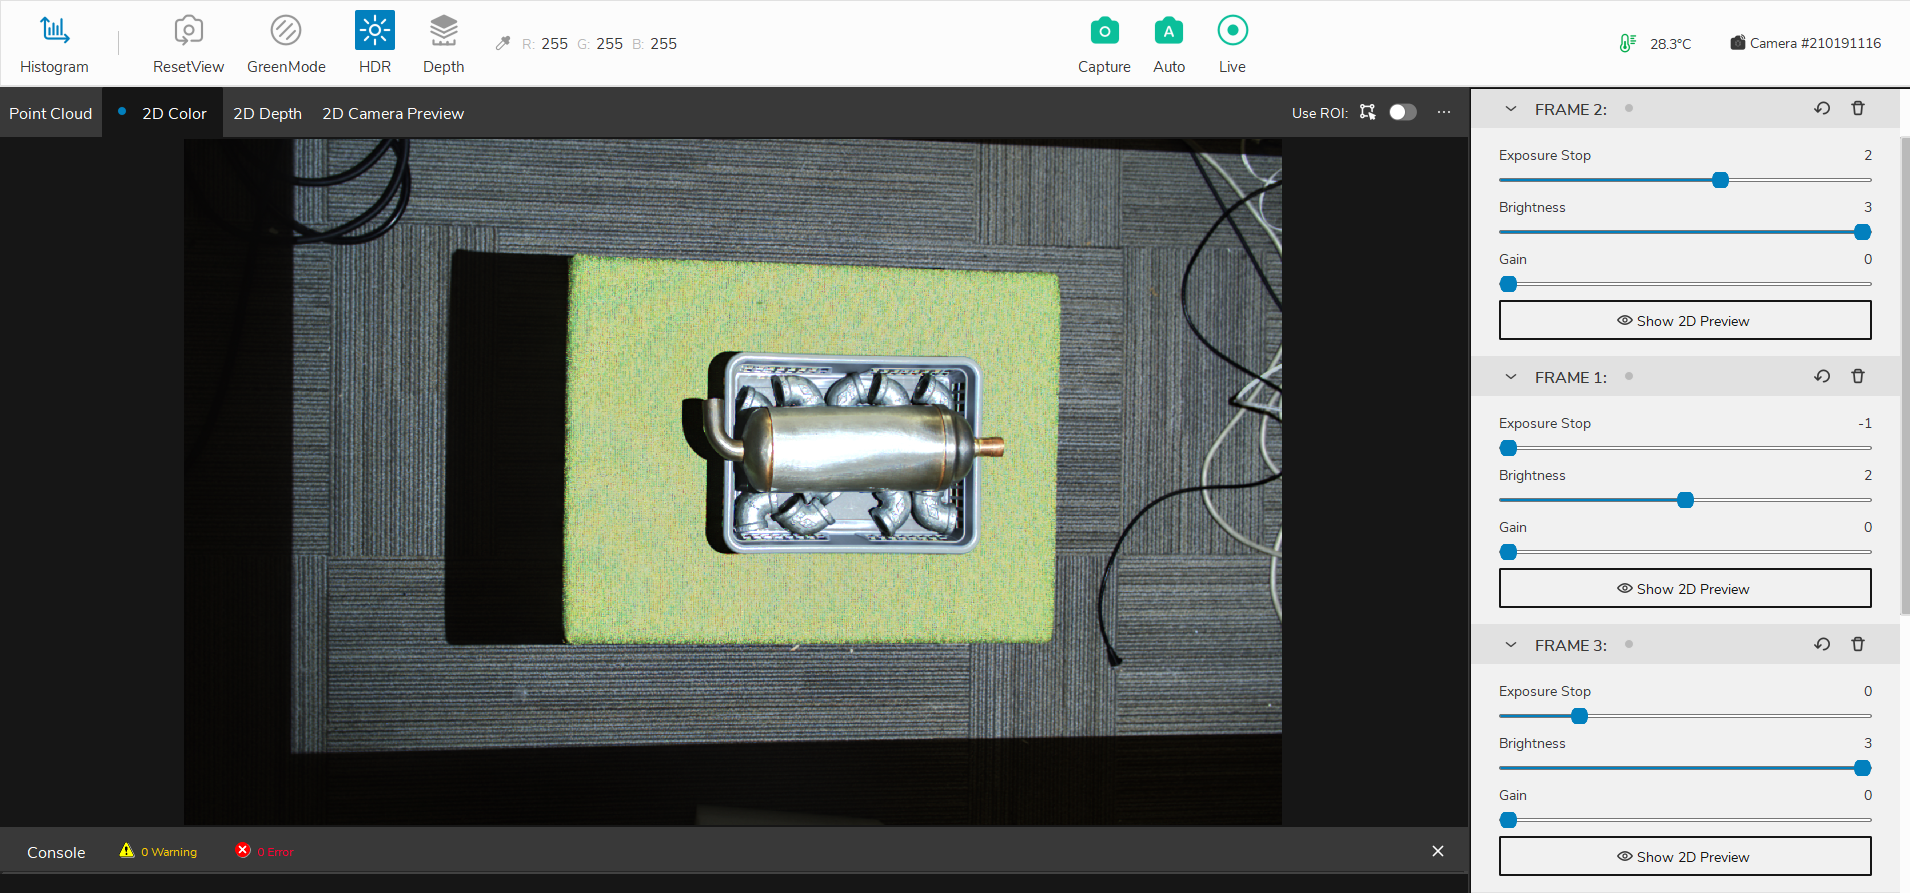 Histogram
ResetView
GreenMode
HDR
Depth
R: 255 G: 255 B: 255
Capture
Auto
Live
28.3°C
Camera #210191116
Point Cloud
2D Color
2D Depth
2D Camera Preview
Use ROI:
FRAME 2:
Exposure Stop 2
Brightness 3
Gain 0
Show 2D Preview
FRAME 1:
Exposure Stop -1
Brightness 2
Gain 0
Show 2D Preview
FRAME 3:
Exposure Stop 0
Brightness 3
Gain 0
Show 2D Preview
Console
0 Warning
0 Error